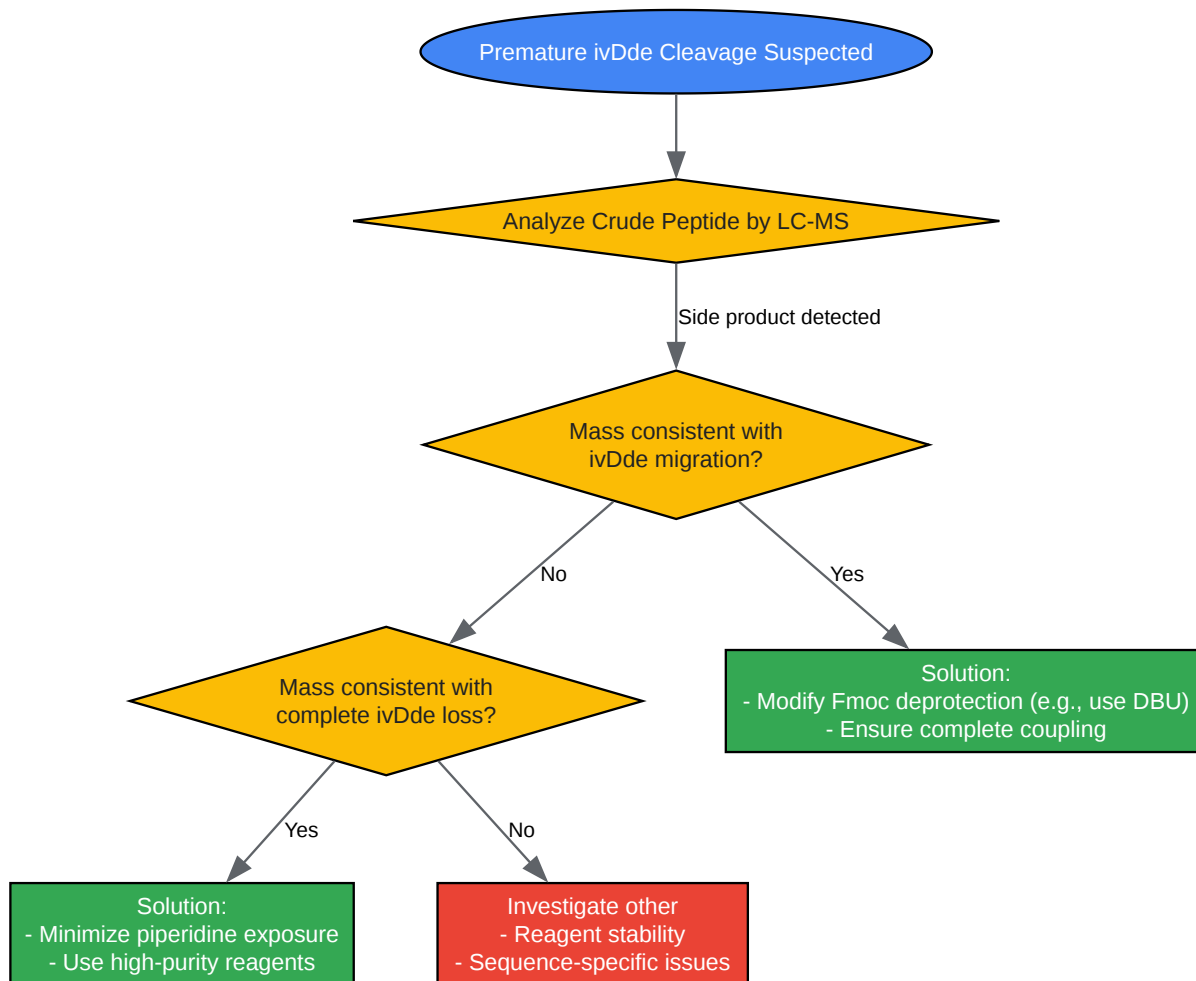 Premature ivDde Cleavage Suspected
Analyze Crude Peptide by LC-MS
Side product detected
Mass consistent with
ivDde migration?
No
Yes
Mass consistent with
complete ivDde loss?
Solution:
- Modify Fmoc deprotection (e.g., use DBU)
- Ensure complete coupling
Yes
No
Solution:
- Minimize piperidine exposure
- Use high-purity reagents
Investigate other
- Reagent stability
- Sequence-specific issues